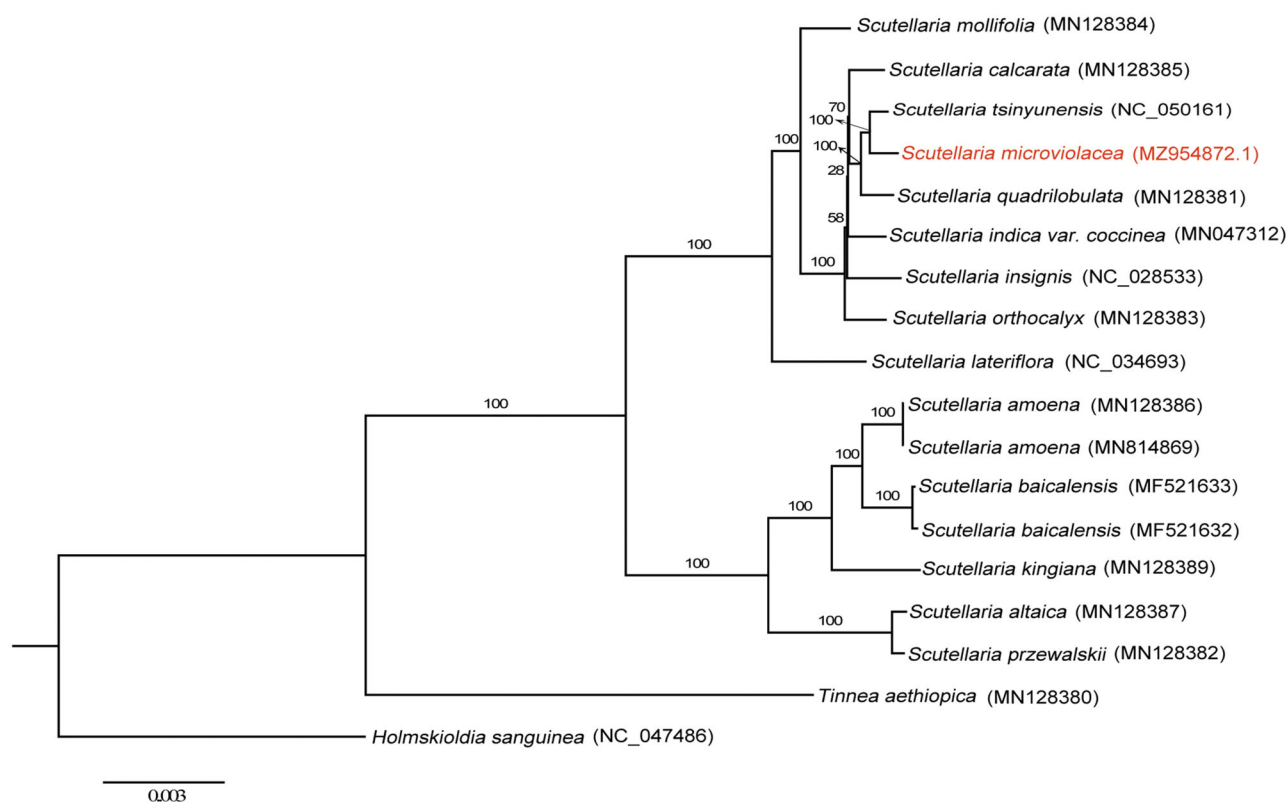 Scutellaria mollifolia (MN128384)
Scutellaria calcarata (MN128385)
70
Scutellaria tsinyunensis (NC_050161)
100
100
100
Scutellaria microviolacea (MZ954872.1)
28
Scutellaria quadrilobulata (MN128381)
58
Scutellaria indica var. coccinea (MN047312)
100
100
Scutellaria insignis (NC_028533)
Scutellaria orthocalyx (MN128383)
Scutellaria lateriflora (NC_034693)
100
Scutellaria amoena (MN128386)
100
Scutellaria amoena (MN814869)
100
Scutellaria baicalensis (MF521633)
100
100
Scutellaria baicalensis (MF521632)
100
Scutellaria kingiana (MN128389)
Scutellaria altaica (MN128387)
100
Scutellaria przewalskii (MN128382)
Tinnea aethiopica (MN128380)
Holmskioldia sanguinea (NC_047486)
0.003